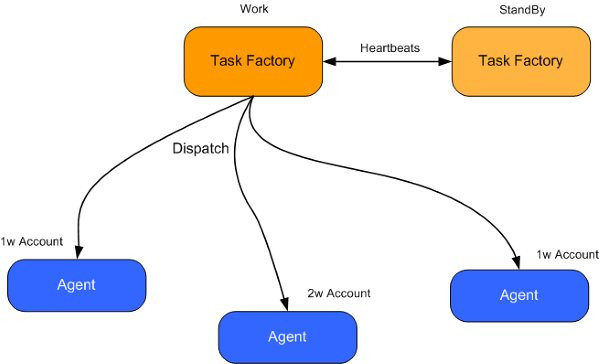 Work
StandBy
Task Factory
Heartbeats
Task Factory
Dispatch
1w Account
Agent
2w Account
Agent
1w Account
Agent